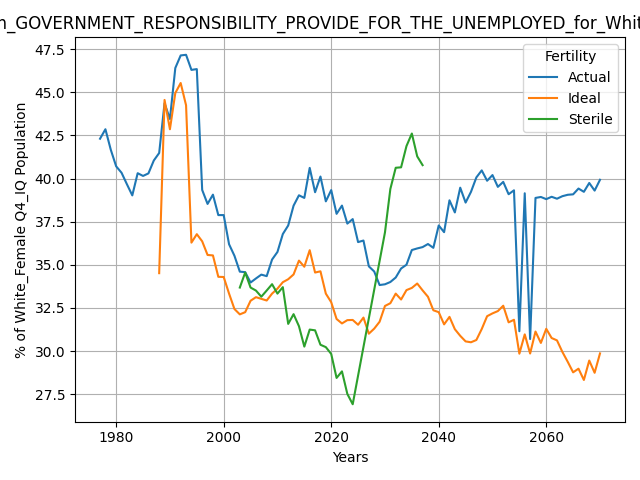 n_GOVERNMENT_RESPONSIBILITY_PROVIDE_FOR_THE_UNEMPLOYED_for_Whit
Fertility
Actual
Ideal
Sterile
% of White_Female Q4_IQ Population
47.5
45.0
42.5
40.0
37.5
35.0
32.5
30.0
27.5
1980 2000 2020 2040 2060
Years